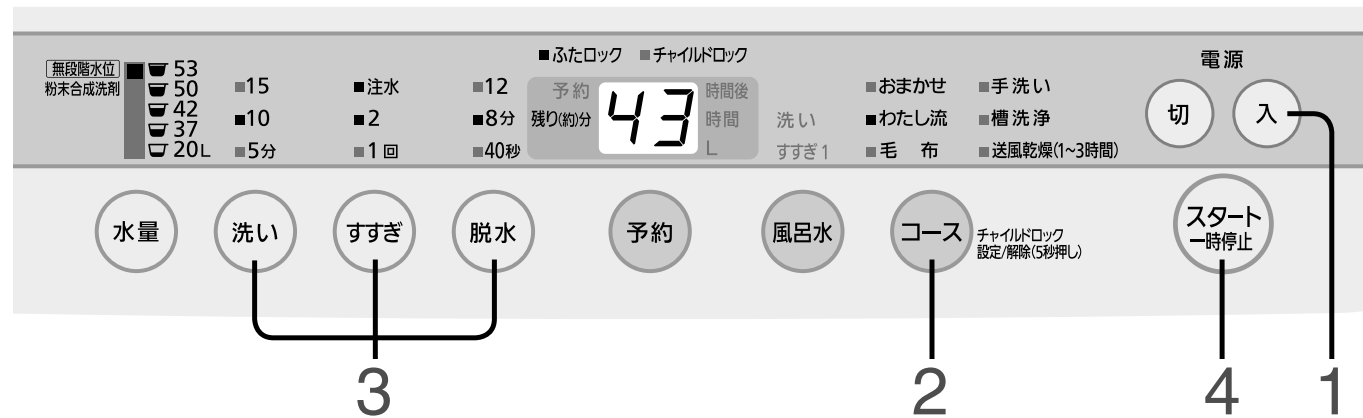 無段階水位
粉末合成洗剤
53
50
42
37
20L
■15
■10
■5分
■注水
■2
■1回
■12
■8分
■40秒
■ふたロック ■チャイルドロック
予約
残り(約)分
43
時間後
時間
L
洗い
すすぎ1
■おまかせ
■わたし流
■毛 布
■手洗い
■槽洗浄
■送風乾燥(1~3時間)
電源
切
入
水量
洗い
すすぎ
脱水
予約
風呂水
コース
チャイルドロック
設定/解除(5秒押し)
スタート
一時停止
3
2
4
1